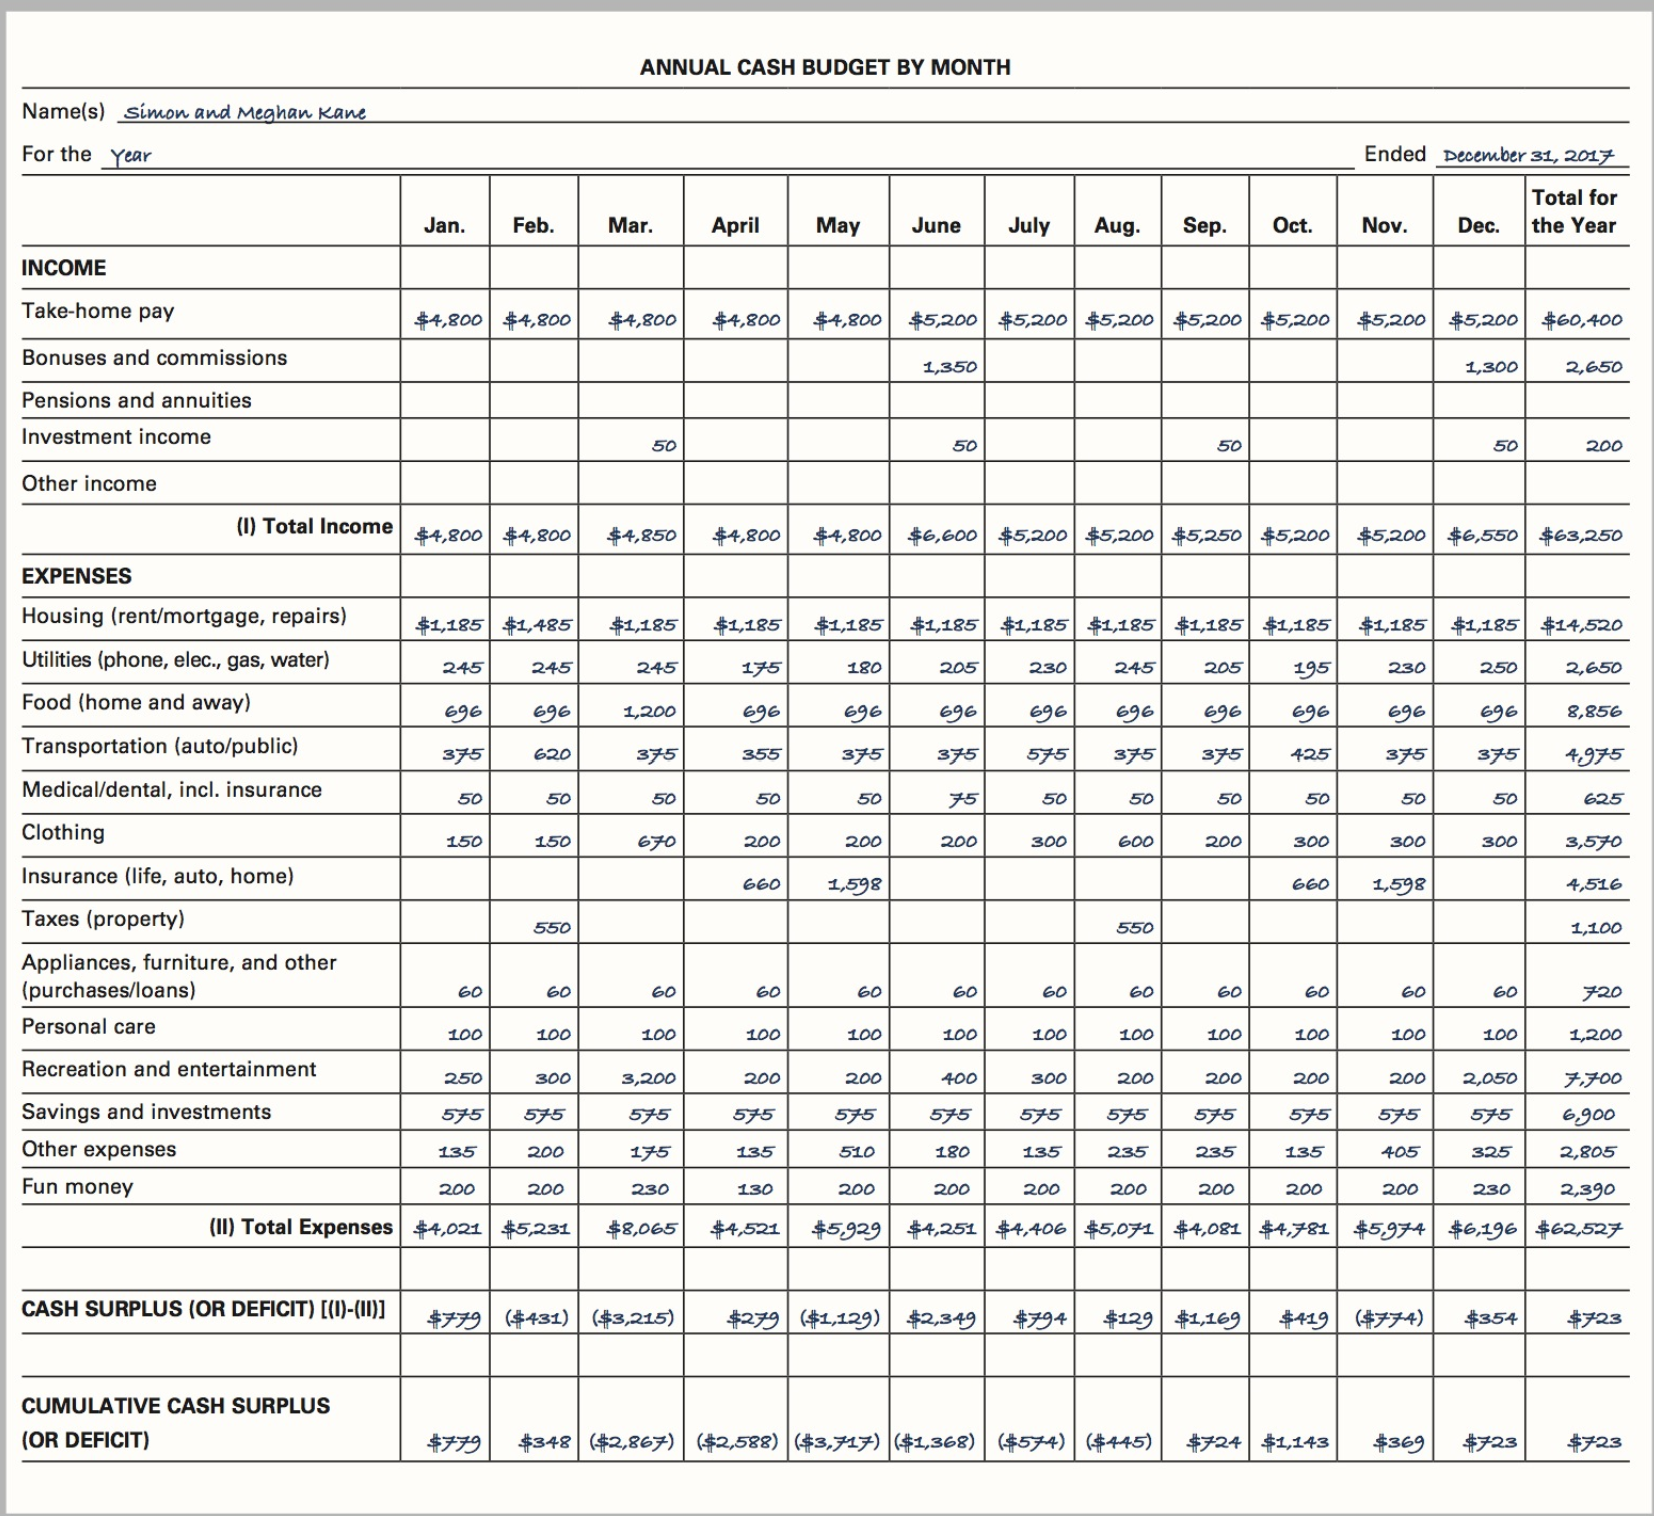 ANNUAL CASH BUDGET BY MONTH
Name(s) Simon and Meghan Kane
For the Year Ended December 31, 2017
Jan. Feb. Mar. April May June July Aug. Sep. Oct. Nov. Dec. Total for the Year
INCOME
Take-home pay $4,800 $4,800 $4,800 $4,800 $4,800 $5,200 $5,200 $5,200 $5,200 $5,200 $5,200 $5,200 $60,400
Bonuses and commissions 1,350 1,300 2,650
Pensions and annuities
Investment income 50 50 50 50 200
Other income
(I) Total Income $4,800 $4,800 $4,850 $4,800 $4,800 $6,600 $5,200 $5,200 $5,250 $5,200 $5,200 $6,550 $63,250
EXPENSES
Housing (rent/mortgage, repairs) $1,185 $1,485 $1,185 $1,185 $1,185 $1,185 $1,185 $1,185 $1,185 $1,185 $1,185 $1,185 $14,520
Utilities (phone, elec., gas, water) 245 245 245 175 180 205 230 245 205 195 230 250 2,650
Food (home and away) 696 696 1,200 696 696 696 696 696 696 696 696 696 8,856
Transportation (auto/public) 375 620 375 355 375 375 575 375 375 425 375 375 4,975
Medical/dental, incl. insurance 50 50 50 50 50 75 50 50 50 50 50 50 625
Clothing 150 150 670 200 200 200 300 600 200 300 300 300 3,570
Insurance (life, auto, home) 660 1,598 660 1,598 4,516
Taxes (property) 550 550 1,100
Appliances, furniture, and other
(purchases/loans) 60 60 60 60 60 60 60 60 60 60 60 60 720
Personal care 100 100 100 100 100 100 100 100 100 100 100 100 1,200
Recreation and entertainment 250 300 3,200 200 200 400 300 200 200 200 200 2,050 7,700
Savings and investments 575 575 575 575 575 575 575 575 575 575 575 575 6,900
Other expenses 135 200 175 135 510 180 135 235 235 135 405 325 2,805
Fun money 200 200 230 130 200 200 200 200 200 200 200 230 2,390
(II) Total Expenses $4,021 $5,231 $8,065 $4,521 $5,929 $4,251 $4,406 $5,071 $4,081 $4,781 $5,974 $6,196 $62,527
CASH SURPLUS (OR DEFICIT) [(I)-(II)] $779 ($431) ($3,215) $279 ($1,129) $2,349 $794 $129 $1,169 $419 ($774) $354 $723
CUMULATIVE CASH SURPLUS
(OR DEFICIT) $779 $348 ($2,867) ($2,588) ($3,717) ($1,368) ($574) ($445) $724 $1,143 $369 $723 $723